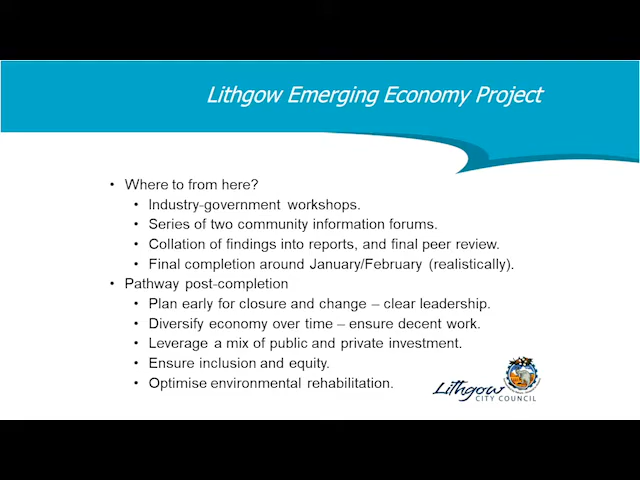 Lithgow Emerging Economy Project
• Where to from here?
• Industry-government workshops.
• Series of two community information forums.
• Collation of findings into reports, and final peer review.
• Final completion around January/February (realistically).
• Pathway post-completion
• Plan early for closure and change – clear leadership.
• Diversify economy over time – ensure decent work.
• Leverage a mix of public and private investment.
• Ensure inclusion and equity.
• Optimise environmental rehabilitation.
Lithgow
CITY COUNCIL